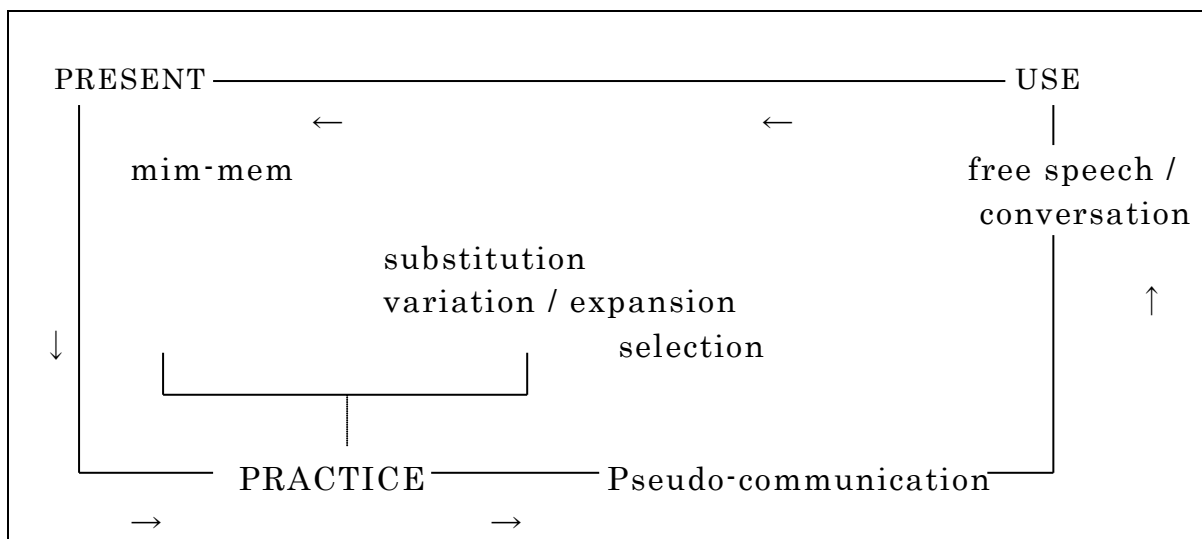 PRESENT USE
← ←
mim-mem free speech /
conversation
substitution
variation / expansion
↑
selection
↓
PRACTICE Pseudo-communication
→ →